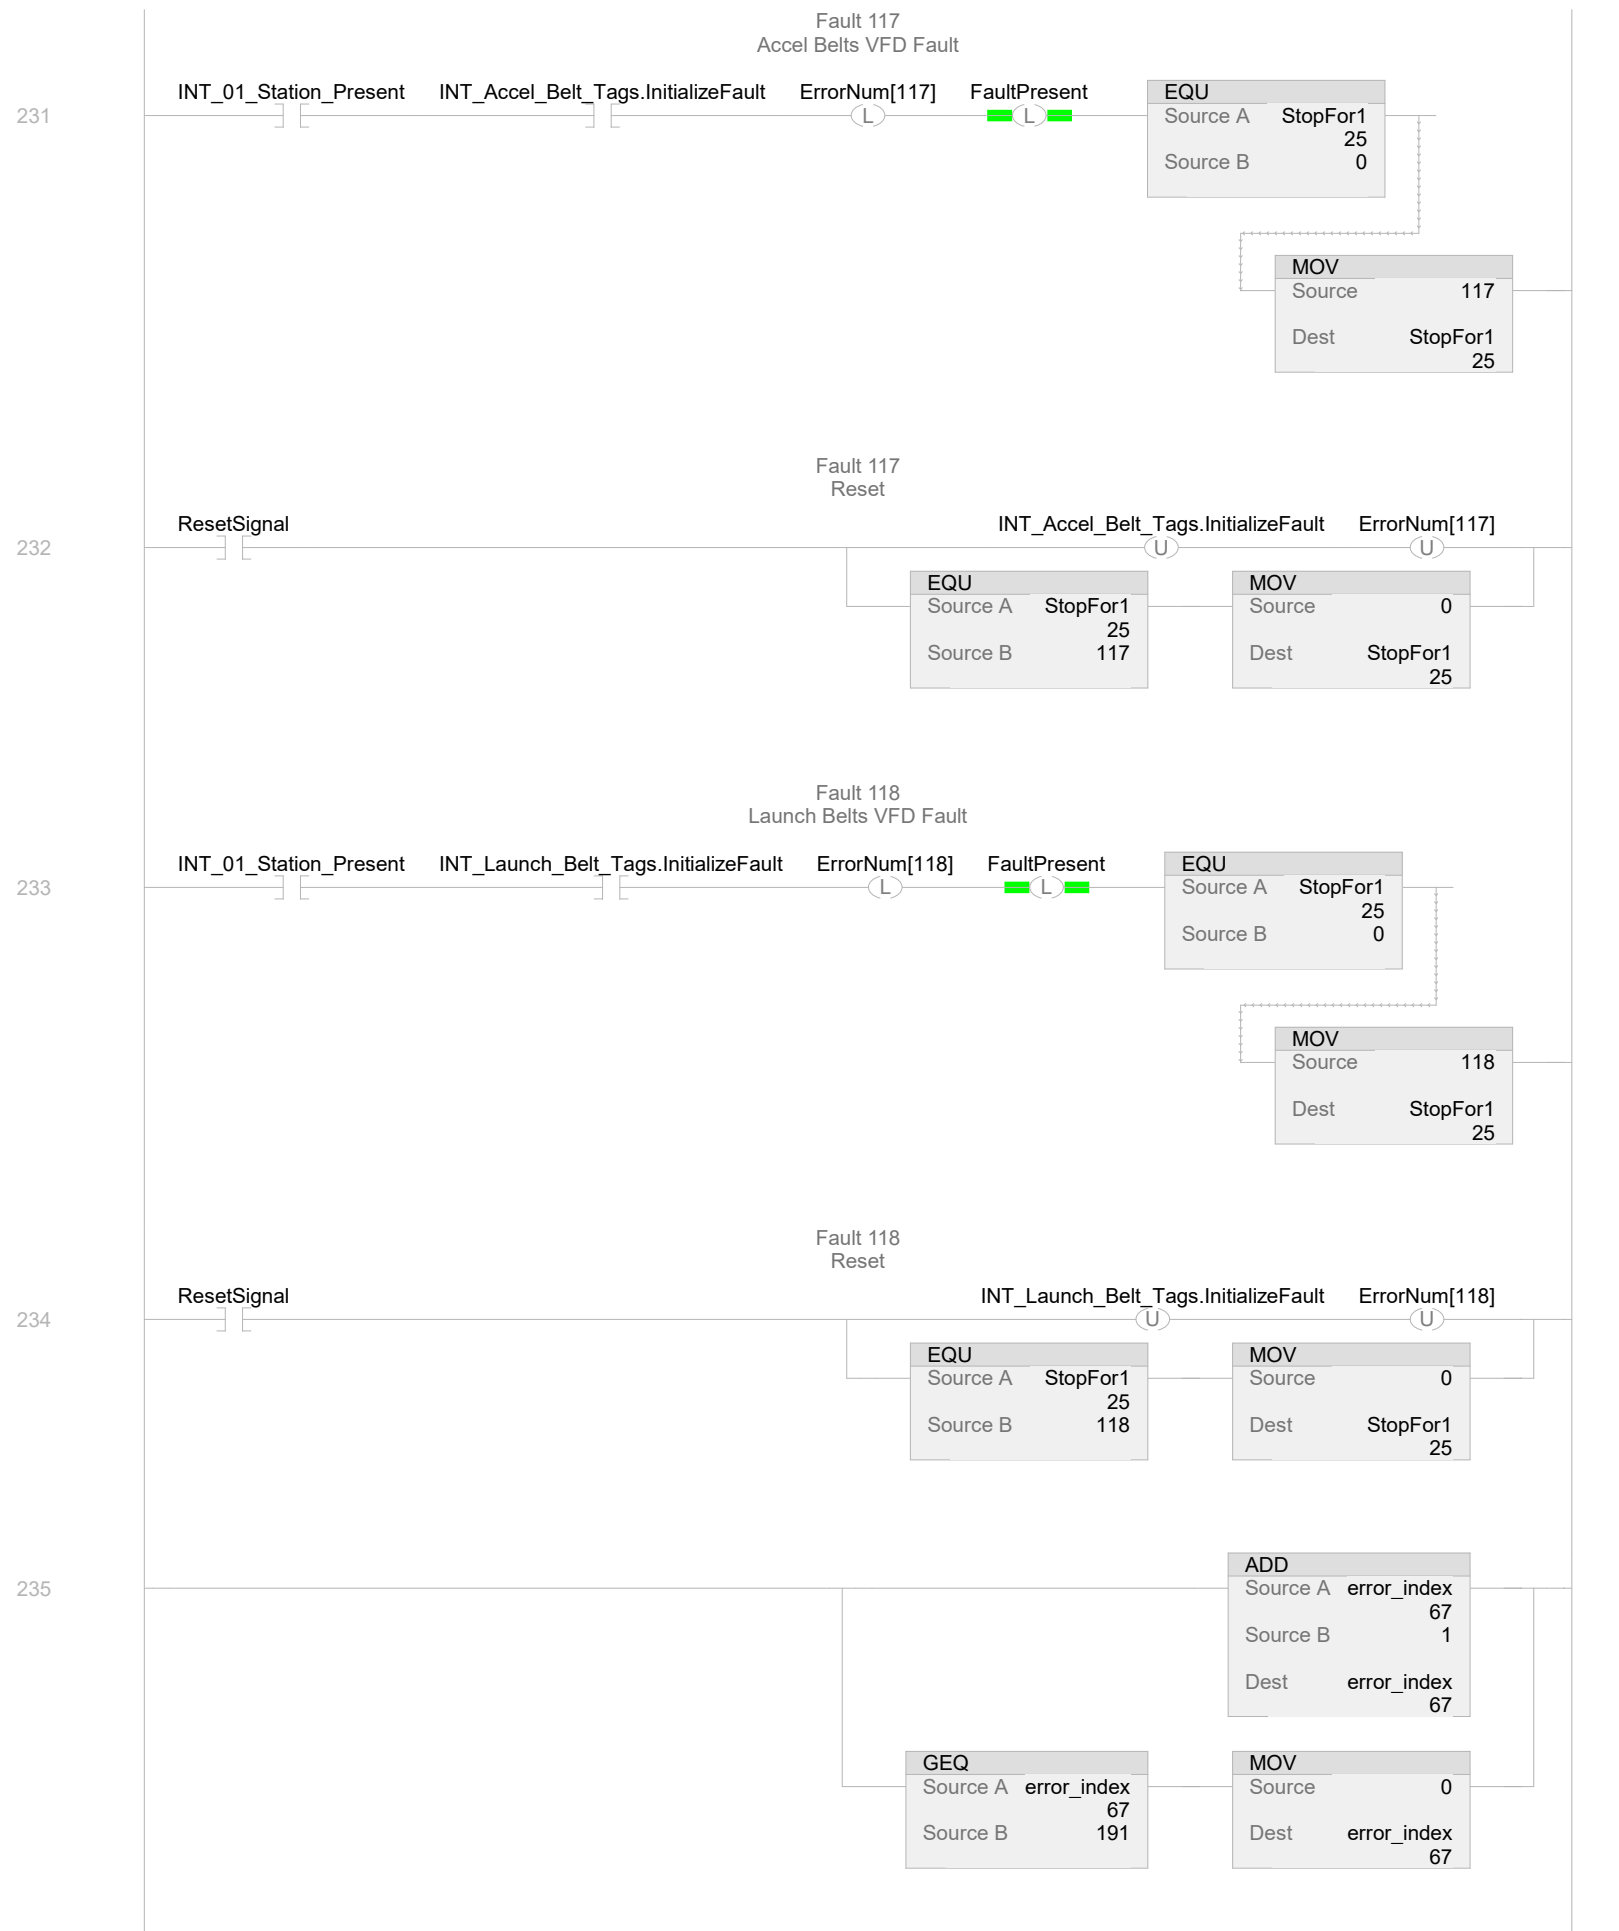 Fault 117
Accel Belts VFD Fault
INT_01_Station_Present INT_Accel_Belt_Tags.InitializeFault ErrorNum[117] FaultPresent
EQU
231
L L
Source A StopFor1
25
Source B 0
MOV
Source 117
Dest StopFor1
25
Fault 117
Reset
ResetSignal INT_Accel_Belt_Tags.InitializeFault ErrorNum[117]
232
U U
EQU MOV
Source A StopFor1 Source 0
25
Source B 117 Dest StopFor1
25
Fault 118
Launch Belts VFD Fault
INT_01_Station_Present INT_Launch_Belt_Tags.InitializeFault ErrorNum[118] FaultPresent
EQU
233
L L
Source A StopFor1
25
Source B 0
MOV
Source 118
Dest StopFor1
25
Fault 118
Reset
ResetSignal INT_Launch_Belt_Tags.InitializeFault ErrorNum[118]
234
U U
EQU MOV
Source A StopFor1 Source 0
25
Source B 118 Dest StopFor1
25
ADD
235
Source A error_index
67
Source B 1
Dest error_index
67
GEQ MOV
Source A error_index Source 0
67
Source B 191 Dest error_index
67